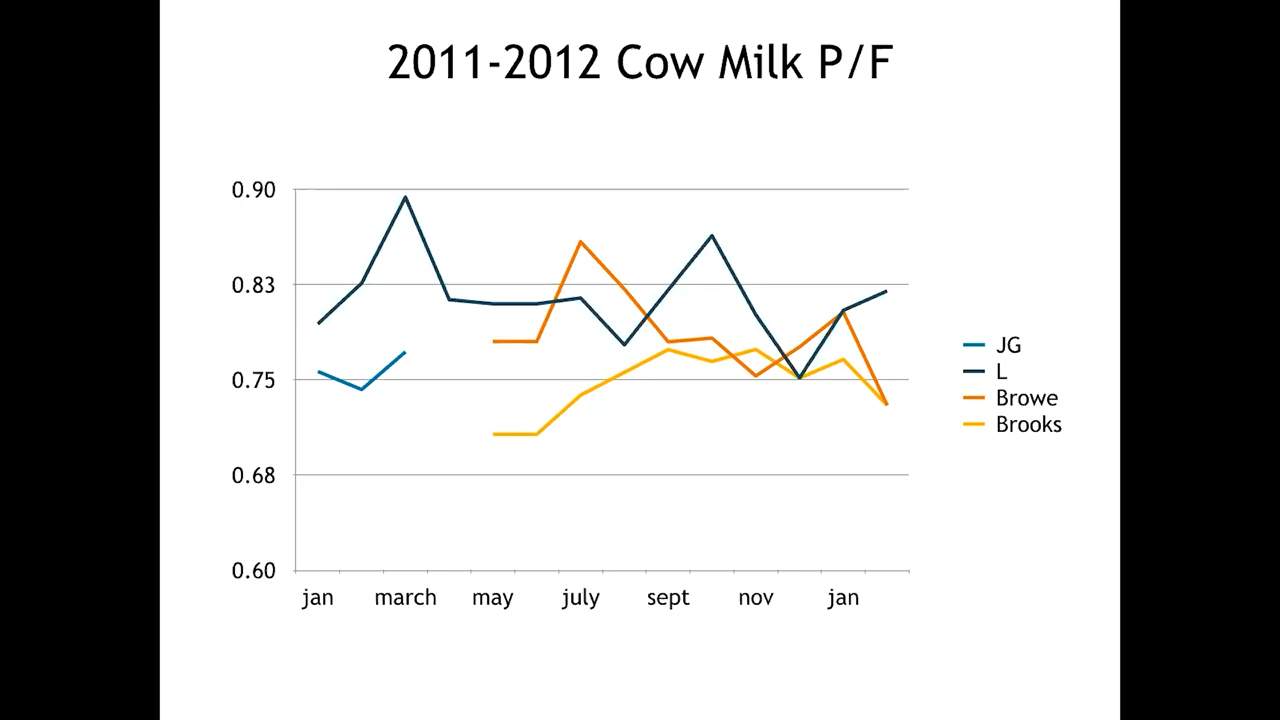 2011-2012 Cow Milk P/F
0.90
0.83
0.75
0.68
0.60
jan march may july sept nov jan
JG
L
Browe
Brooks